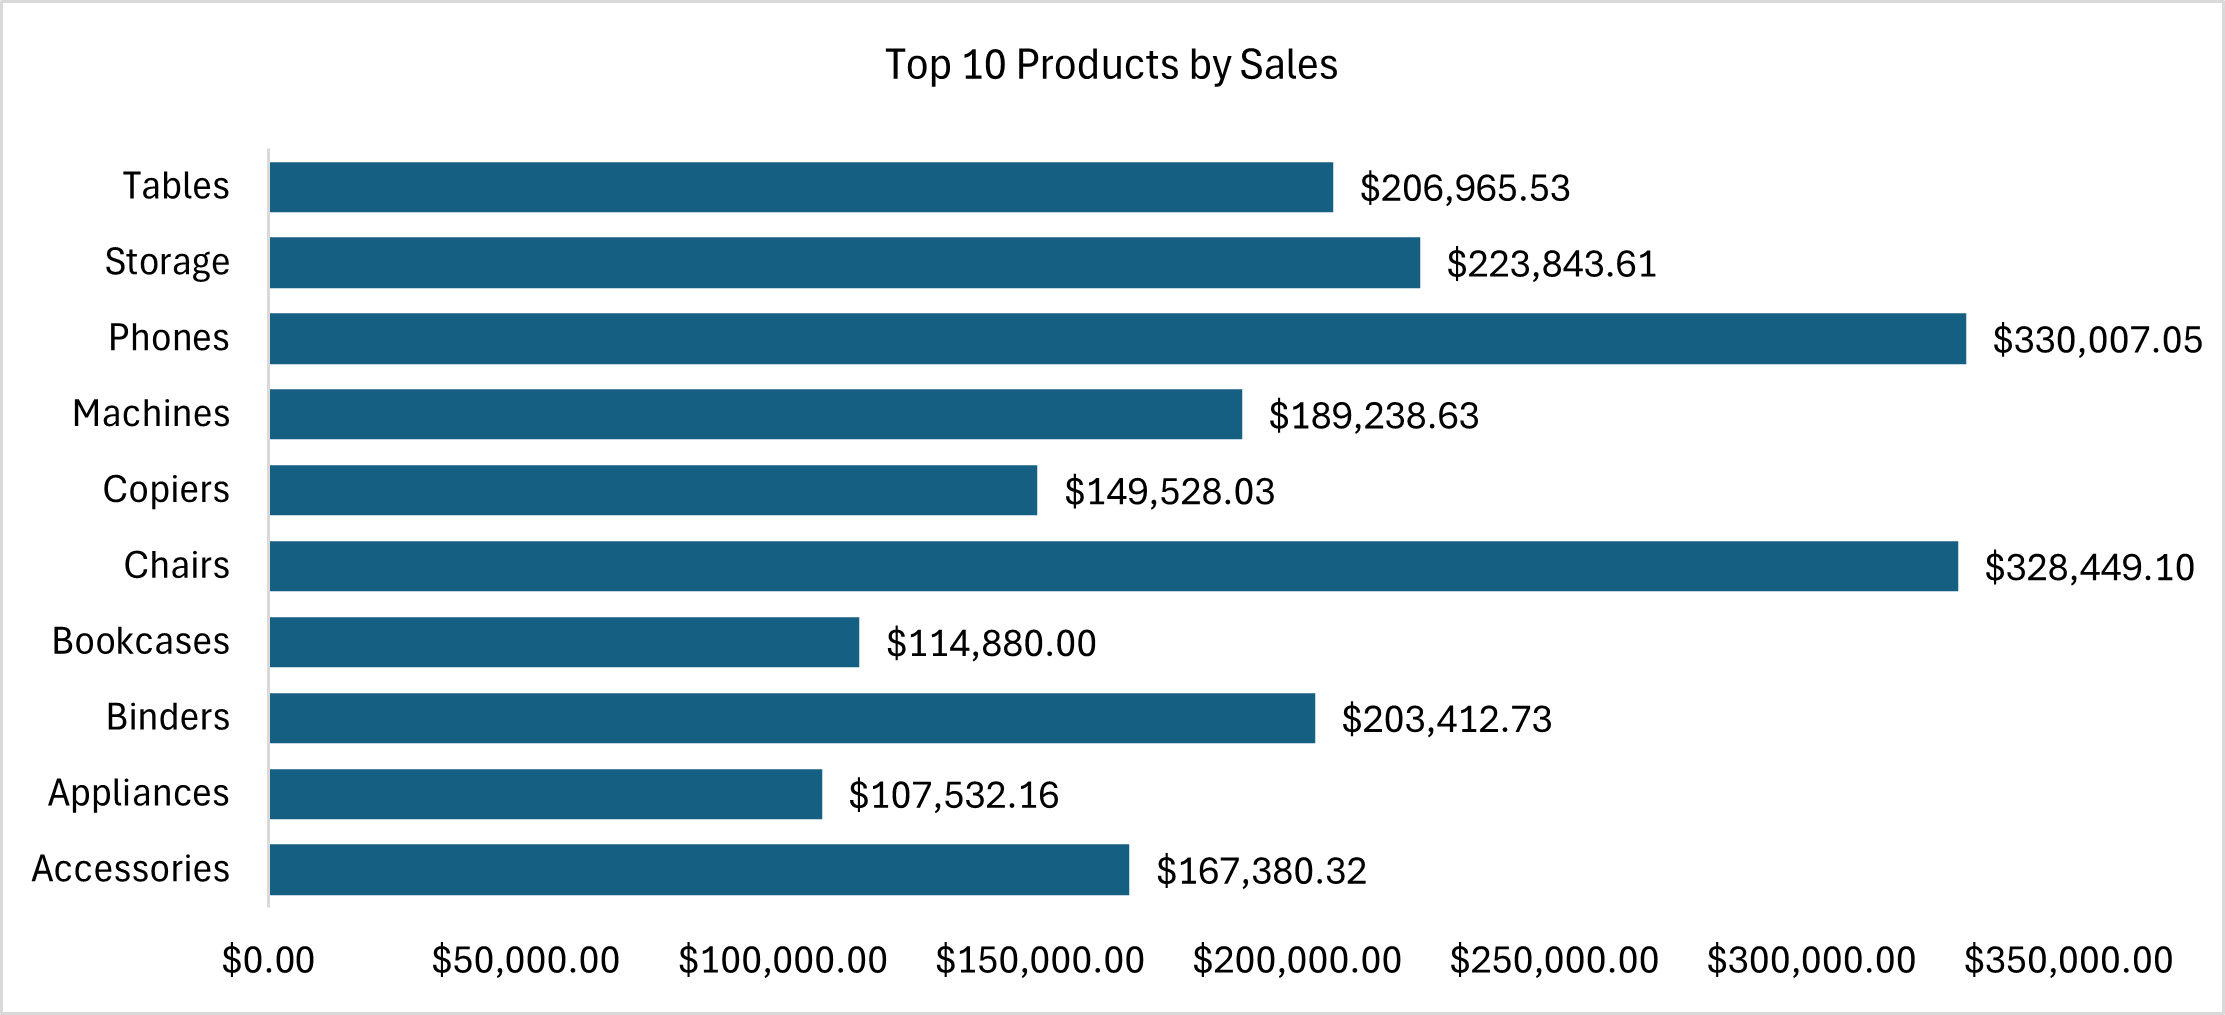 Top 10 Products by Sales
Tables $206,965.53
Storage $223,843.61
Phones $330,007.05
Machines $189,238.63
Copiers $149,528.03
Chairs $328,449.10
Bookcases $114,880.00
Binders $203,412.73
Appliances $107,532.16
Accessories $167,380.32
$0.00 $50,000.00 $100,000.00 $150,000.00 $200,000.00 $250,000.00 $300,000.00 $350,000.00